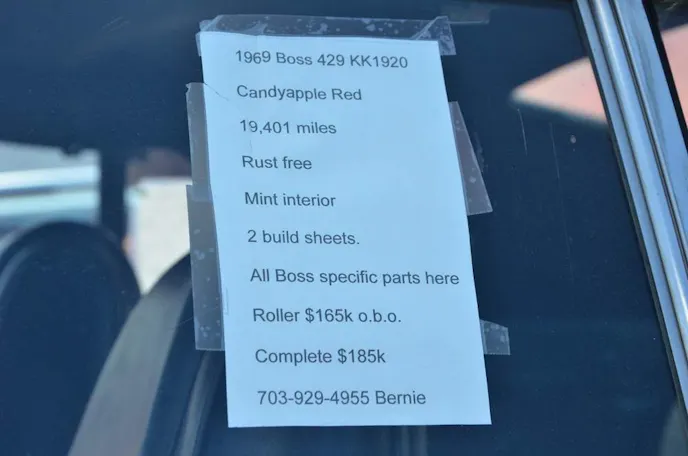 1969 Boss 429 KK1920
Candyapple Red
19,401 miles
Rust free
Mint interior
2 build sheets.
All Boss specific parts here
Roller $165k o.b.o.
Complete $185k
703-929-4955 Bernie